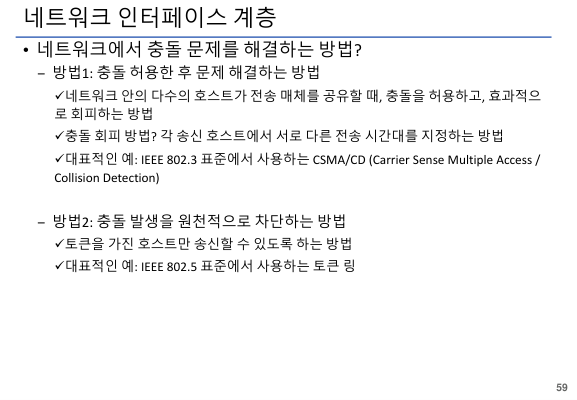 네트워크 인터페이스 계층
• 네트워크에서 충돌 문제를 해결하는 방법?
– 방법1: 충돌 허용한 후 문제 해결하는 방법
✓네트워크 안의 다수의 호스트가 전송 매체를 공유할 때, 충돌을 허용하고, 효과적으
로 회피하는 방법
✓충돌 회피 방법? 각 송신 호스트에서 서로 다른 전송 시간대를 지정하는 방법
✓대표적인 예: IEEE 802.3 표준에서 사용하는 CSMA/CD (Carrier Sense Multiple Access /
Collision Detection)
– 방법2: 충돌 발생을 원천적으로 차단하는 방법
✓토큰을 가진 호스트만 송신할 수 있도록 하는 방법
✓대표적인 예: IEEE 802.5 표준에서 사용하는 토큰 링
59